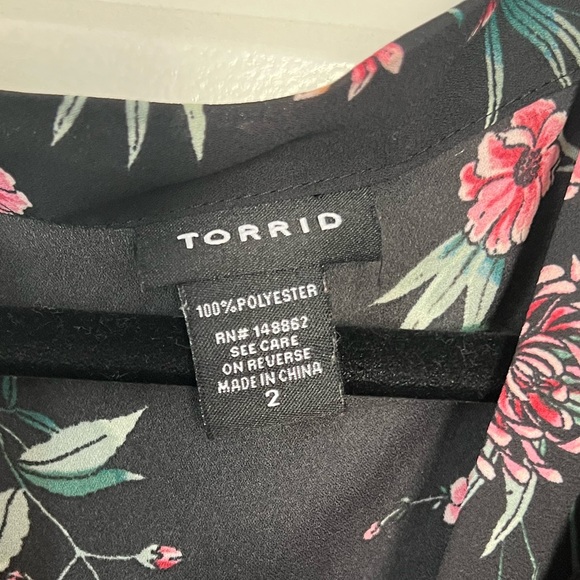 TORRID
100%POLYESTER
RN# 148862
SEE CARE
ON REVERSE
MADE IN CHINA
2